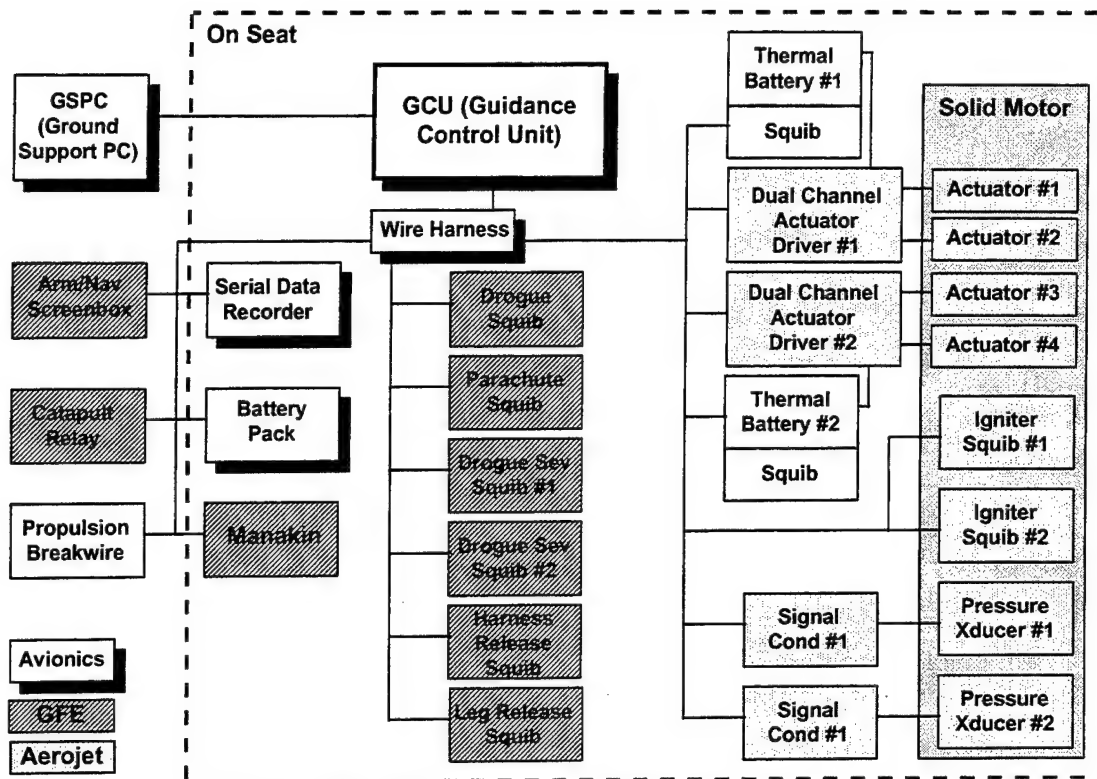 On Seat
GSPC
(Ground
Support PC)
GCU (Guidance
Control Unit)
Wire Harness
Arm/Nav
Screenbox
Serial Data
Recorder
Catapult
Relay
Battery
Pack
Propulsion
Breakwire
Manakin
Drogue
Squib
Parachute
Squib
Drogue Sev
Squib #1
Drogue Sev
Squib #2
Harness
Release
Squib
Leg Release
Squib
Thermal
Battery #1
Squib
Dual Channel
Actuator
Driver #1
Dual Channel
Actuator
Driver #2
Thermal
Battery #2
Squib
Signal
Cond #1
Signal
Cond #1
Solid Motor
Actuator #1
Actuator #2
Actuator #3
Actuator #4
Igniter
Squib #1
Igniter
Squib #2
Pressure
Xducer #1
Pressure
Xducer #2
Avionics
GFE
Aerojet